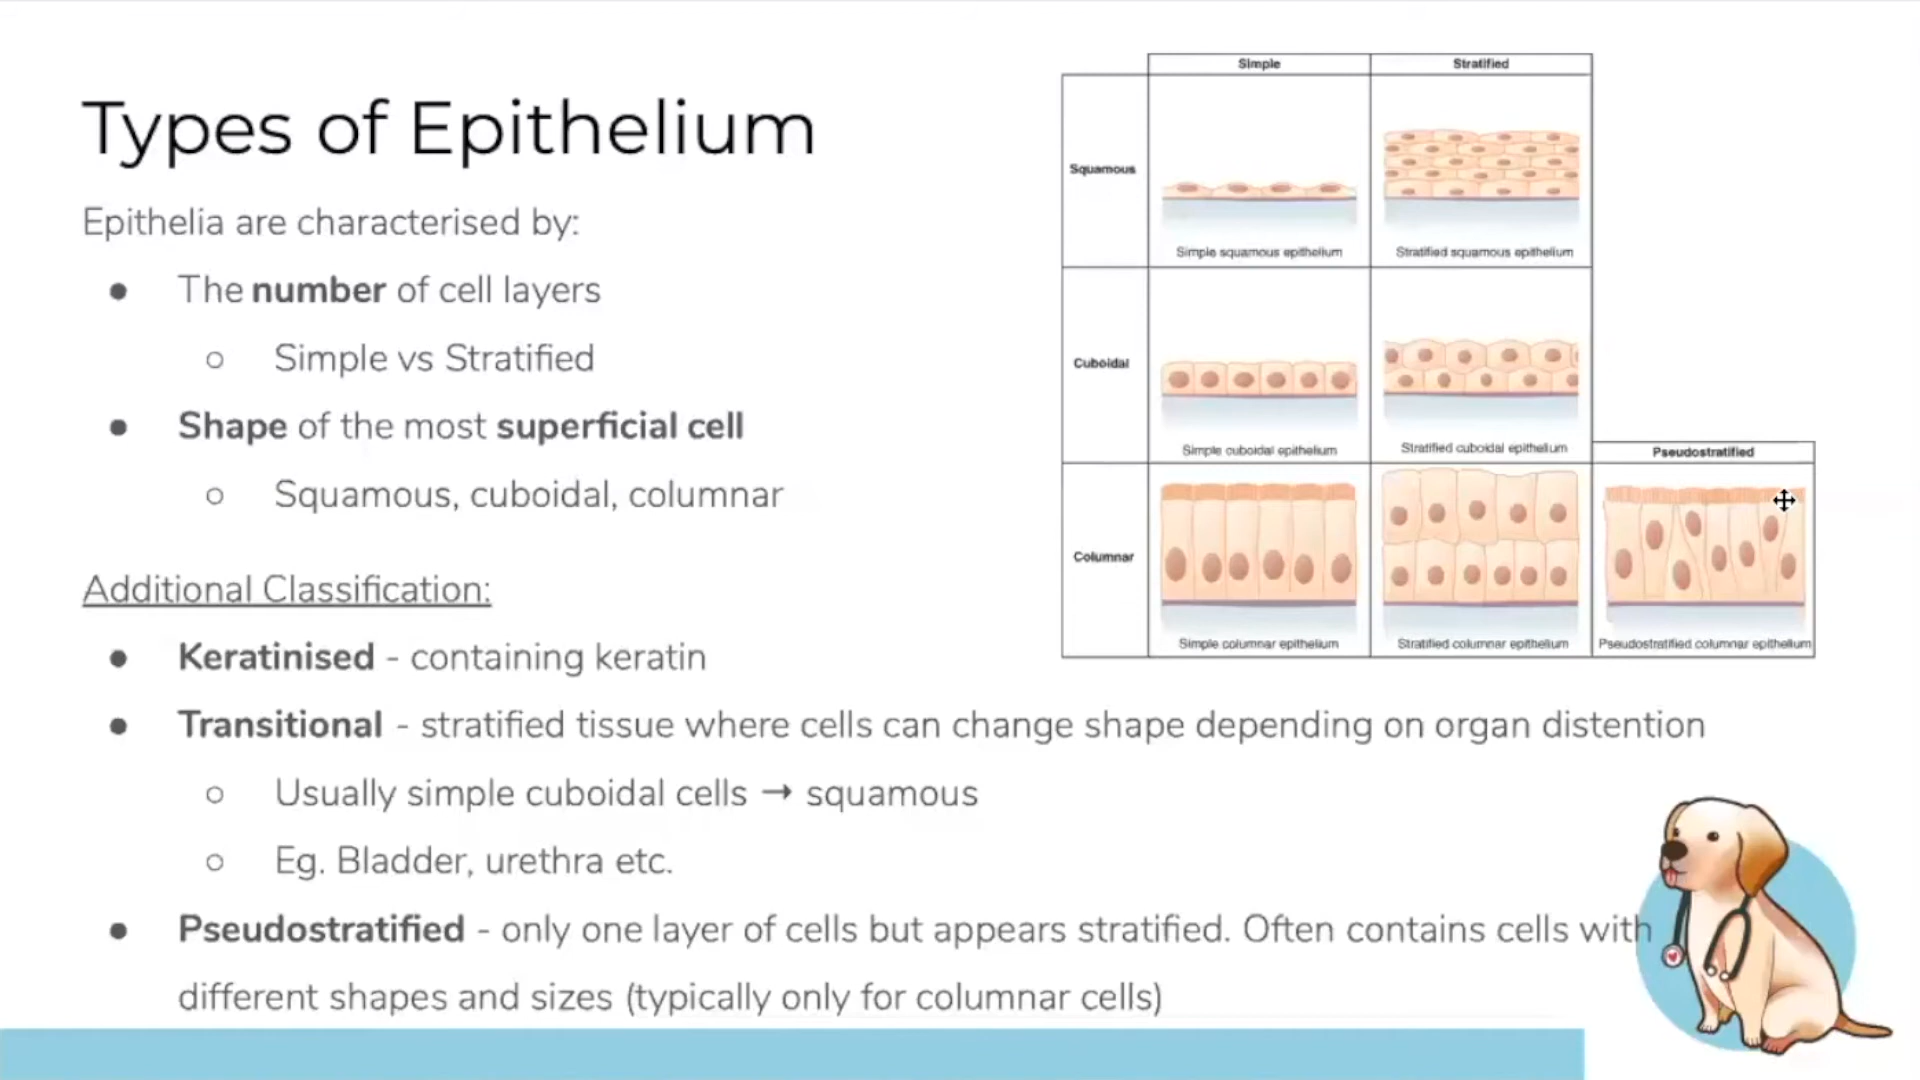 Types of Epithelium
Epithelia are characterised by:
● The number of cell layers
○ Simple vs Stratified
● Shape of the most superficial cell
○ Squamous, cuboidal, columnar
Additional Classification:
● Keratinised - containing keratin
● Transitional - stratified tissue where cells can change shape depending on organ distention
○ Usually simple cuboidal cells → squamous
○ Eg. Bladder, urethra etc.
● Pseudostratified - only one layer of cells but appears stratified. Often contains cells with
different shapes and sizes (typically only for columnar cells)
Simple Stratified
Squamous
Simple squamous epithelium Stratified squamous epithelium
Cuboidal
Simple cuboidal epithelium Stratified cuboidal epithelium
Pseudostratified
Columnar
Simple columnar epithelium Stratified columnar epithelium Pseudostratified columnar epithelium